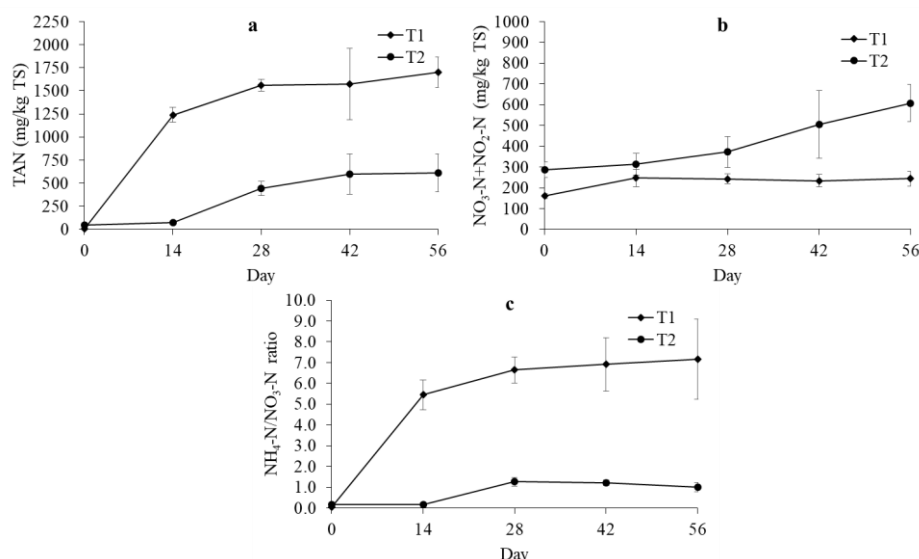 a
TAN (mg/kg TS)
2250
2000
1750
1500
1250
1000
750
500
250
0
T1
T2
0 14 28 42 56
Day
b
NO3-N+NO2-N (mg/kg TS)
1000
900
800
700
600
500
400
300
200
100
0
T1
T2
0 14 28 42 56
Day
c
NH4-N/NO3-N ratio
10.0
9.0
8.0
7.0
6.0
5.0
4.0
3.0
2.0
1.0
0.0
T1
T2
0 14 28 42 56
Day